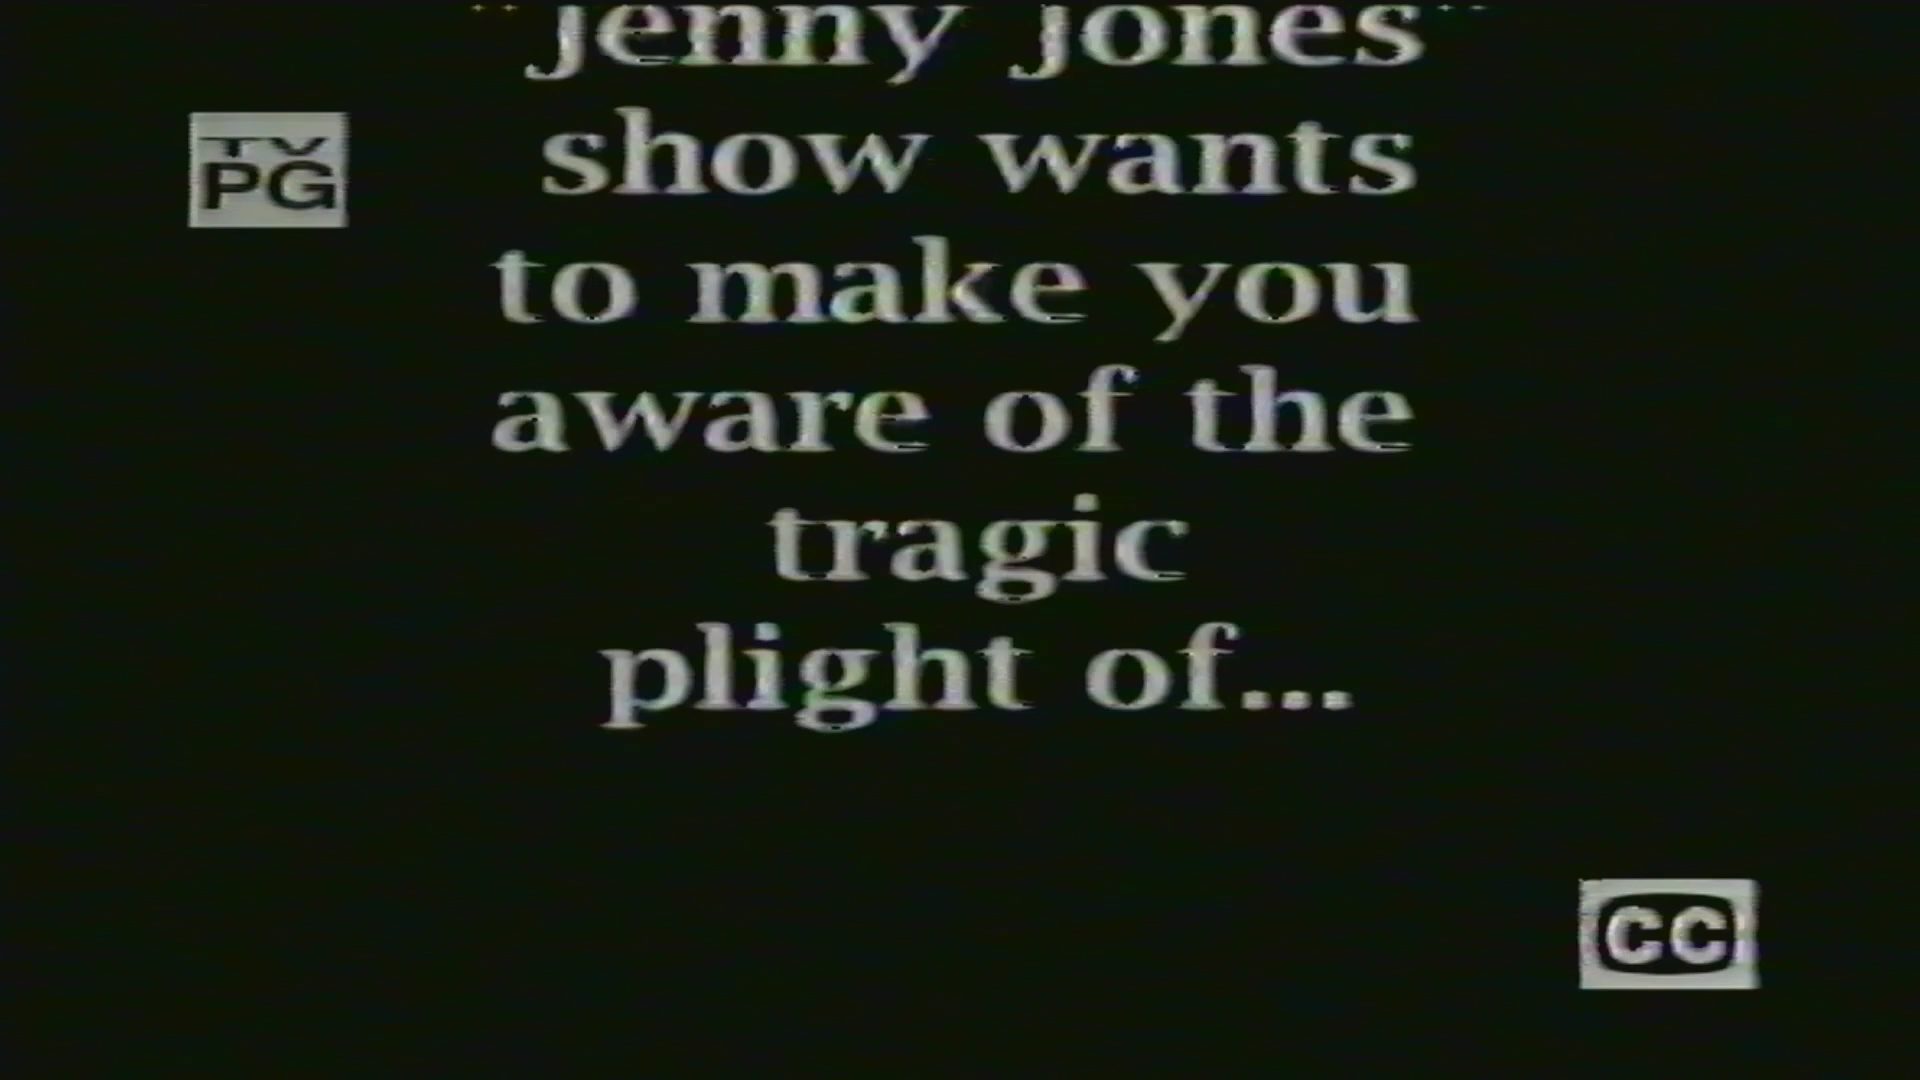 "Jenny Jones"
show wants
to make you
aware of the
tragic
plight of...
TV
PG
CC